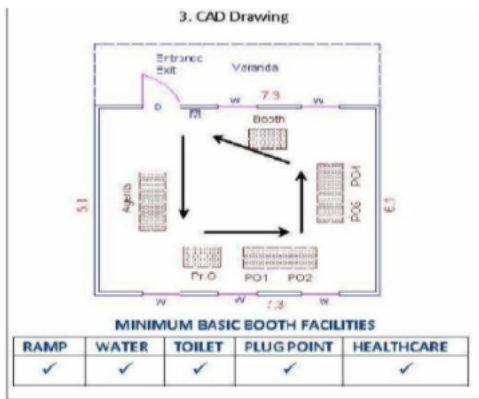 3. CAD Drawing
Entrance
Exit
Varanda
D
M
W
7.3
W
Booth
5.1
Agents
PO4
PO3
6.1
Pr.O
PO1
PO2
W
W
7.3
W
MINIMUM BASIC BOOTH FACILITIES
RAMP WATER TOILET PLUG POINT HEALTHCARE
✓ ✓ ✓ ✓ ✓